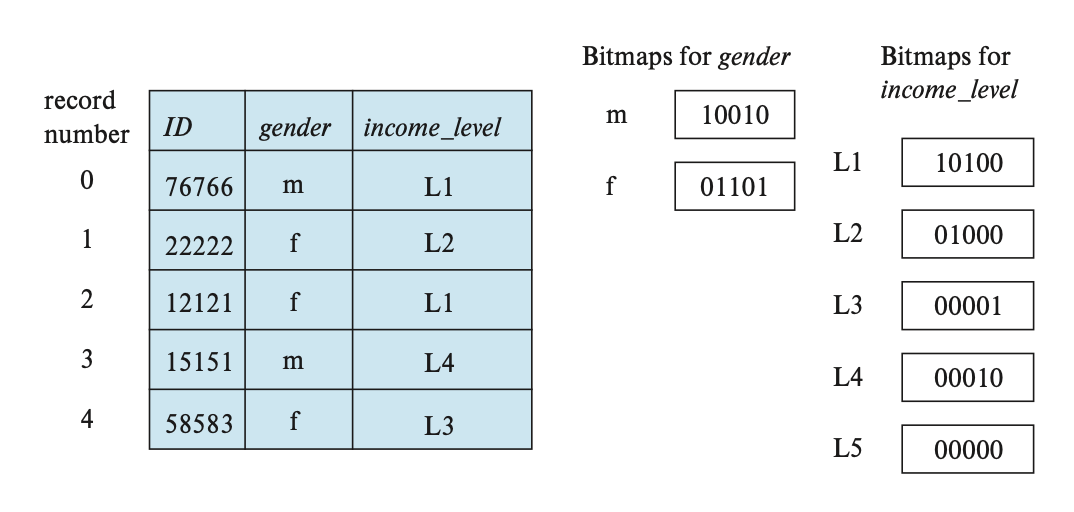 record number
ID gender income_level
0 76766 m L1
1 22222 f L2
2 12121 f L1
3 15151 m L4
4 58583 f L3
Bitmaps for gender
m 10010
f 01101
Bitmaps for
income_level
L1 10100
L2 01000
L3 00001
L4 00010
L5 00000